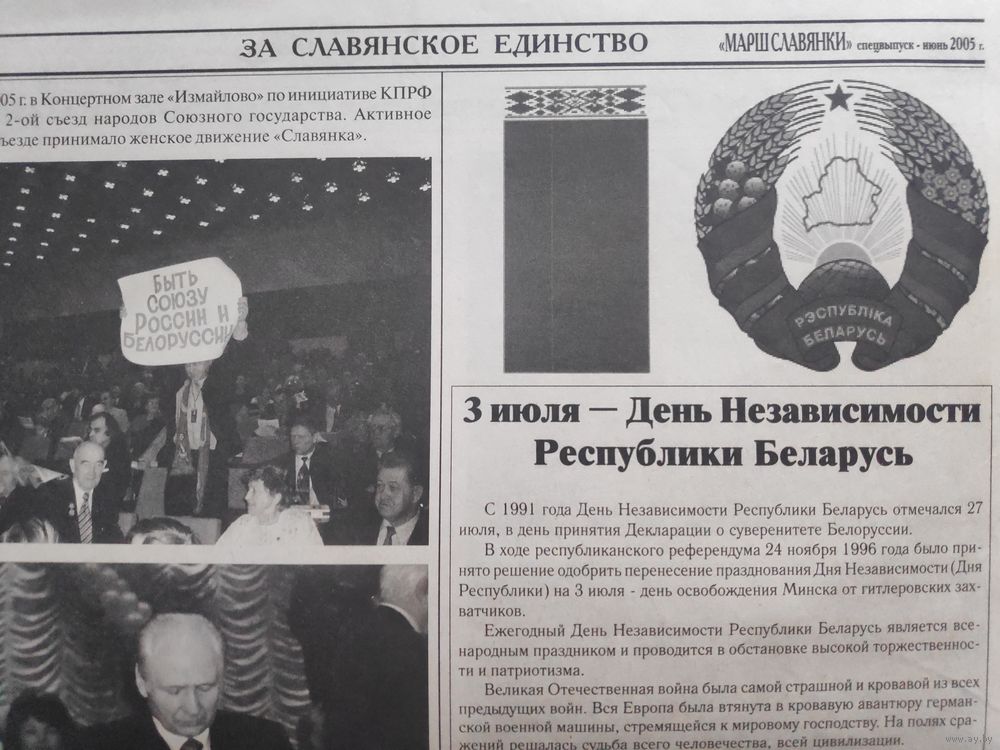 ЗА СЛАВЯНСКОЕ ЕДИНСТВО
«МАРШ СЛАВЯНКИ» спецвыпуск - июнь 2005 г.
05 г. в Концертном зале «Измайлово» по инициативе КПРФ
2-ой съезд народов Союзного государства. Активное
ъезде принимало женское движение «Славянка».
БЫТЬ
СОЮЗУ
РОССИИ И
БЕЛОРУССИИ
РЭСПУБЛІКА
БЕЛАРУСЬ
3 июля — День Независимости
Республики Беларусь
С 1991 года День Независимости Республики Беларусь отмечался 27
июля, в день принятия Декларации о суверенитете Белоруссии.
В ходе республиканского референдума 24 ноября 1996 года было при-
нято решение одобрить перенесение празднования Дня Независимости (Дня
Республики) на 3 июля - день освобождения Минска от гитлеровских зах-
ватчиков.
Ежегодный День Независимости Республики Беларусь является все-
народным праздником и проводится в обстановке высокой торжественнос-
ти и патриотизма.
Великая Отечественная война была самой страшной и кровавой из всех
предыдущих войн. Вся Европа была втянута в кровавую авантюру герман-
ской военной машины, стремящейся к мировому господству. На полях сра-
жений решалась судьба всего человечества, всей цивилизации.
www.ay.by